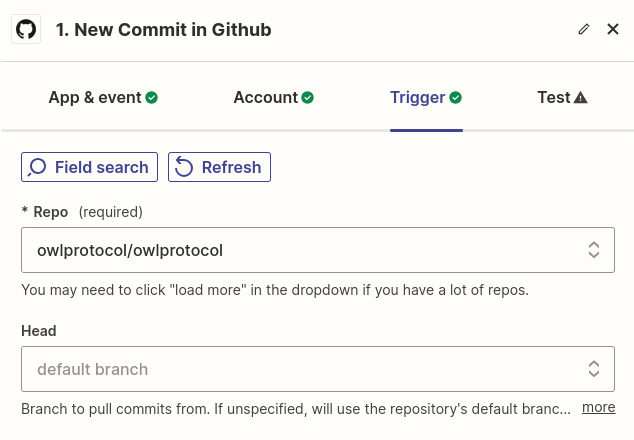 1. New Commit in Github
App & event Account Trigger Test
Field search Refresh
* Repo (required)
owlprotocol/owlprotocol
You may need to click "load more" in the dropdown if you have a lot of repos.
Head
default branch
Branch to pull commits from. If unspecified, will use the repository's default branc... more